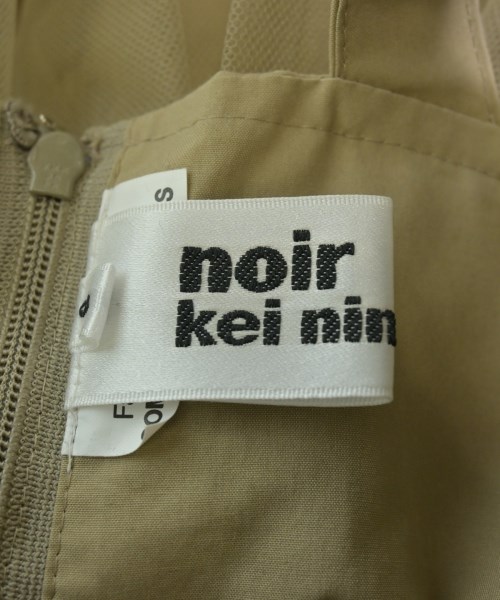 noir
kei nin
S